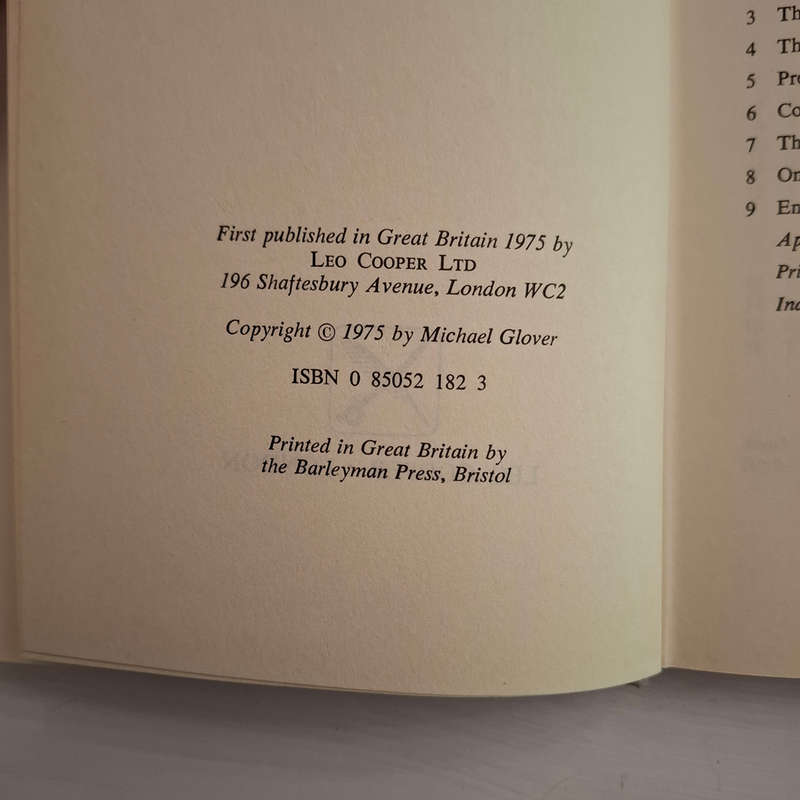 First published in Great Britain 1975 by
LEO COOPER LTD
196 Shaftesbury Avenue, London WC2
Copyright © 1975 by Michael Glover
ISBN 0 85052 182 3
Printed in Great Britain by
the Barleyman Press, Bristol
3
4
5
6
7
8
9